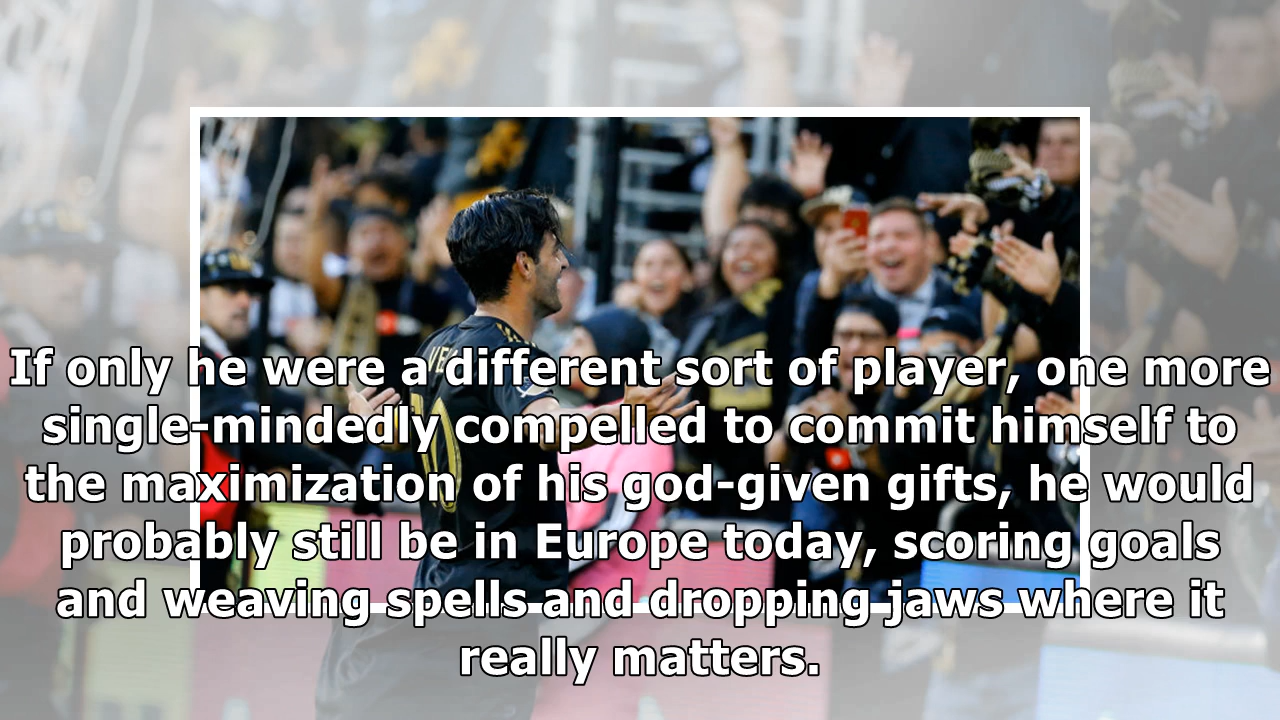 If only he were a different sort of player, one more
single-mindedly compelled to commit himself to
the maximization of his god-given gifts, he would
probably still be in Europe today, scoring goals
and weaving spells and dropping jaws where it
really matters.